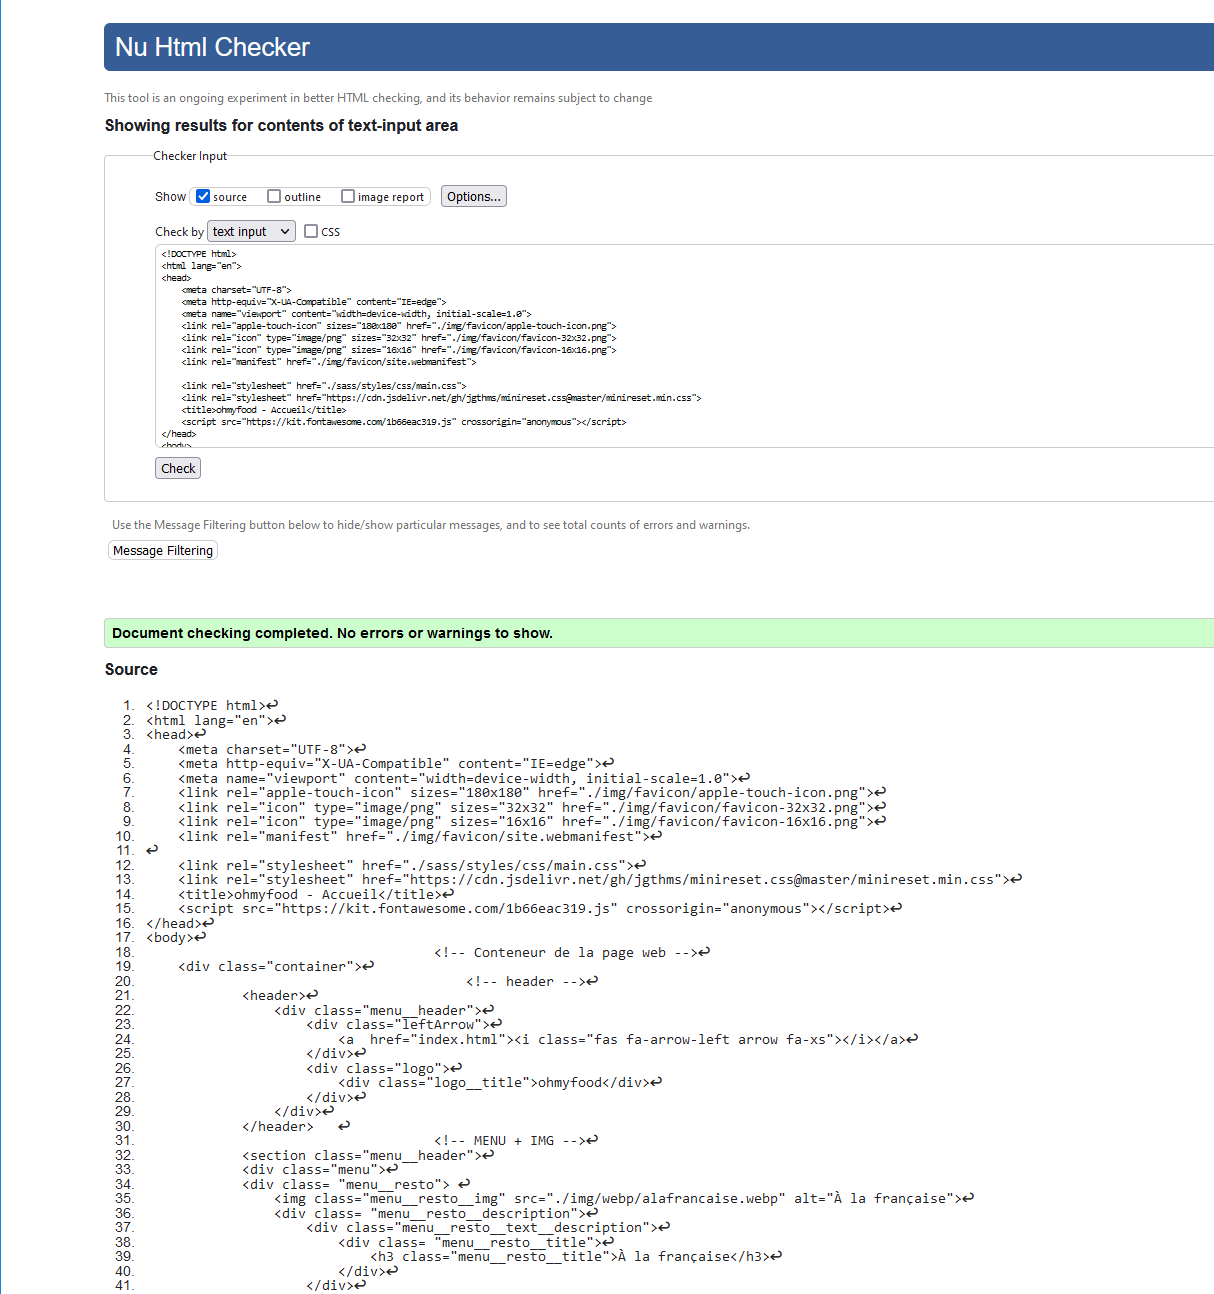 Nu Html Checker
This tool is an ongoing experiment in better HTML checking, and its behavior remains subject to change
Showing results for contents of text-input area
Checker Input
Show source outline image report Options...
Check by text input CSS
<!DOCTYPE html>
<html lang="en">
<head>
    <meta charset="UTF-8">
    <meta http-equiv="X-UA-Compatible" content="IE=edge">
    <meta name="viewport" content="width=device-width, initial-scale=1.0">
    <link rel="apple-touch-icon" sizes="180x180" href="./img/favicon/apple-touch-icon.png">
    <link rel="icon" type="image/png" sizes="32x32" href="./img/favicon/favicon-32x32.png">
    <link rel="icon" type="image/png" sizes="16x16" href="./img/favicon/favicon-16x16.png">
    <link rel="manifest" href="./img/favicon/site.webmanifest">
    <link rel="stylesheet" href="./sass/styles/css/main.css">
    <link rel="stylesheet" href="https://cdn.jsdelivr.net/gh/jgthms/minireset.css@master/minireset.min.css">
    <title>ohmyfood - Accueil</title>
    <script src="https://kit.fontawesome.com/1b66eac319.js" crossorigin="anonymous"></script>
</head>
<body>
Check
Use the Message Filtering button below to hide/show particular messages, and to see total counts of errors and warnings.
Message Filtering
Document checking completed. No errors or warnings to show.
Source
1. <!DOCTYPE html>↩
2. <html lang="en">↩
3. <head>↩
4.     <meta charset="UTF-8">↩
5.     <meta http-equiv="X-UA-Compatible" content="IE=edge">↩
6.     <meta name="viewport" content="width=device-width, initial-scale=1.0">↩
7.     <link rel="apple-touch-icon" sizes="180x180" href="./img/favicon/apple-touch-icon.png">↩
8.     <link rel="icon" type="image/png" sizes="32x32" href="./img/favicon/favicon-32x32.png">↩
9.     <link rel="icon" type="image/png" sizes="16x16" href="./img/favicon/favicon-16x16.png">↩
10.     <link rel="manifest" href="./img/favicon/site.webmanifest">↩
11. ↩
12.     <link rel="stylesheet" href="./sass/styles/css/main.css">↩
13.     <link rel="stylesheet" href="https://cdn.jsdelivr.net/gh/jgthms/minireset.css@master/minireset.min.css">↩
14.     <title>ohmyfood - Accueil</title>↩
15.     <script src="https://kit.fontawesome.com/1b66eac319.js" crossorigin="anonymous"></script>↩
16. </head>↩
17. <body>↩
18.                                     <!-- Conteneur de la page web -->↩
19.     <div class="container">↩
20.                                         <!-- header -->↩
21.             <header>↩
22.                 <div class="menu__header">↩
23.                     <div class="leftArrow">↩
24.                         <a  href="index.html"><i class="fas fa-arrow-left arrow fa-xs"></i></a>↩
25.                     </div>↩
26.                     <div class="logo">↩
27.                         <div class="logo__title">ohmyfood</div>↩
28.                     </div>↩
29.                 </div>↩
30.             </header>   ↩
31.                                     <!-- MENU + IMG -->↩
32.             <section class="menu__header">↩
33.             <div class="menu">↩
34.             <div class= "menu__resto"> ↩
35.                 <img class="menu__resto__img" src="./img/webp/alafrancaise.webp" alt="À la française">↩
36.                 <div class= "menu__resto__description">↩
37.                     <div class="menu__resto__text__description">↩
38.                         <div class= "menu__resto__title">↩
39.                             <h3 class="menu__resto__title">À la française</h3>↩
40.                         </div>↩
41.                     </div>↩